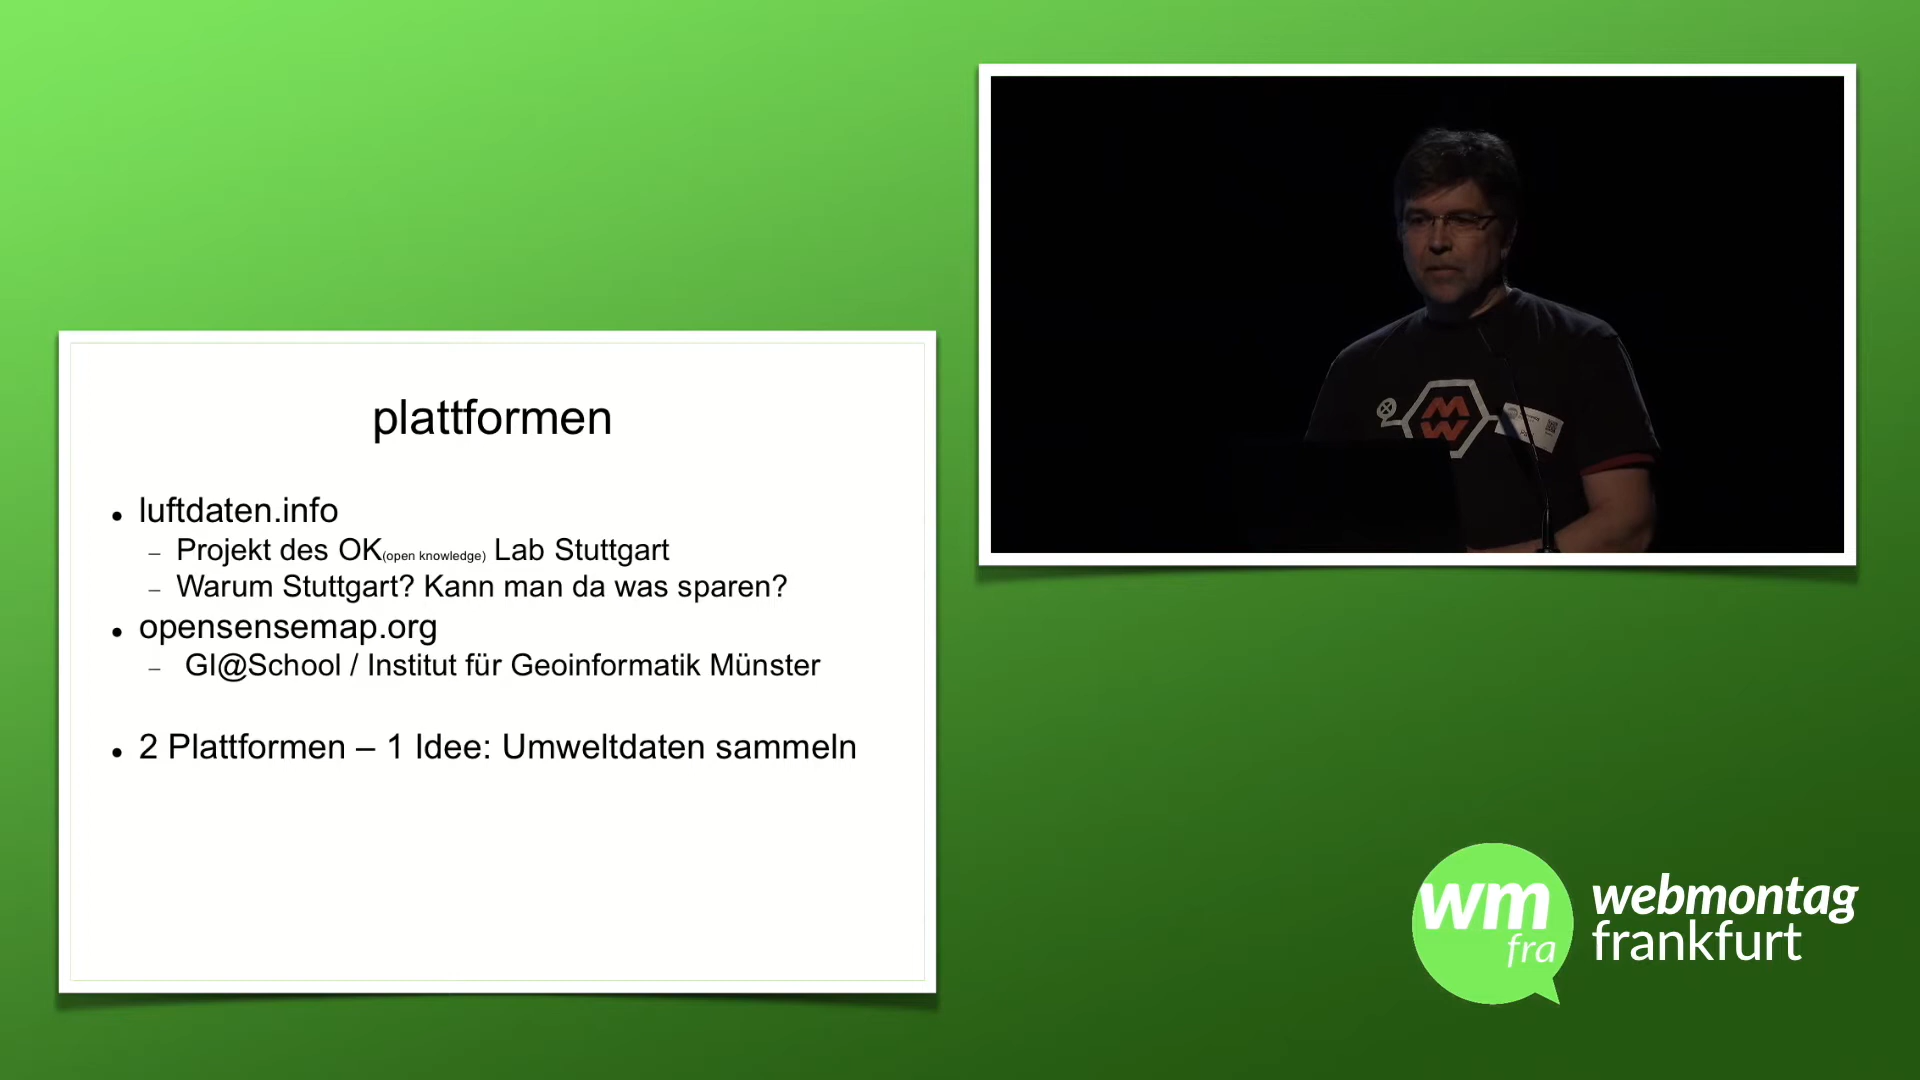 plattformen
luftdaten.info
Projekt des OK(open knowledge) Lab Stuttgart
Warum Stuttgart? Kann man da was sparen?
opensensemap.org
GI@School / Institut für Geoinformatik Münster
2 Plattformen – 1 Idee: Umweltdaten sammeln
MW
wm
fra
webmontag
frankfurt